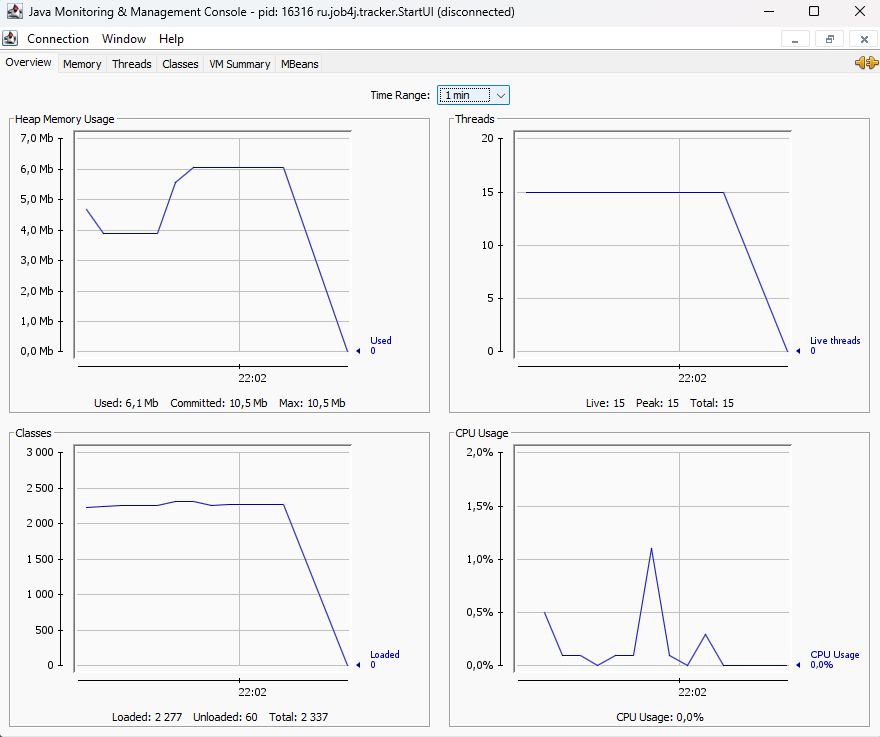 Java Monitoring & Management Console - pid: 16316 ru.job4j.tracker.StartUI (disconnected)
Connection Window Help
Overview Memory Threads Classes VM Summary MBeans
Time Range: 1 min
Heap Memory Usage
7,0 Mb
6,0 Mb
5,0 Mb
4,0 Mb
3,0 Mb
2,0 Mb
1,0 Mb
0,0 Mb
Used
0
22:02
Used: 6,1 Mb Committed: 10,5 Mb Max: 10,5 Mb
Threads
20
15
10
5
0
Live threads
0
22:02
Live: 15 Peak: 15 Total: 15
Classes
3 000
2 500
2 000
1 500
1 000
500
0
Loaded
0
22:02
Loaded: 2 277 Unloaded: 60 Total: 2 337
CPU Usage
2,0%
1,5%
1,0%
0,5%
0,0%
CPU Usage
0,0%
22:02
CPU Usage: 0,0%